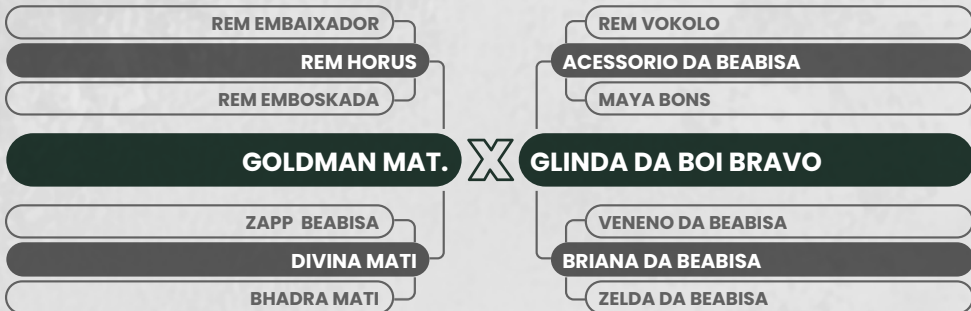 REM EMBAIXADOR
REM HORUS
REM EMBOSKADA
GOLDMAN MAT.
ZAPP BEABISA
DIVINA MATI
BHADRA MATI
X
REM VOKOLO
ACESSORIO DA BEABISA
MAYA BONS
GLINDA DA BOI BRAVO
VENENO DA BEABISA
BRIANA DA BEABISA
ZELDA DA BEABISA